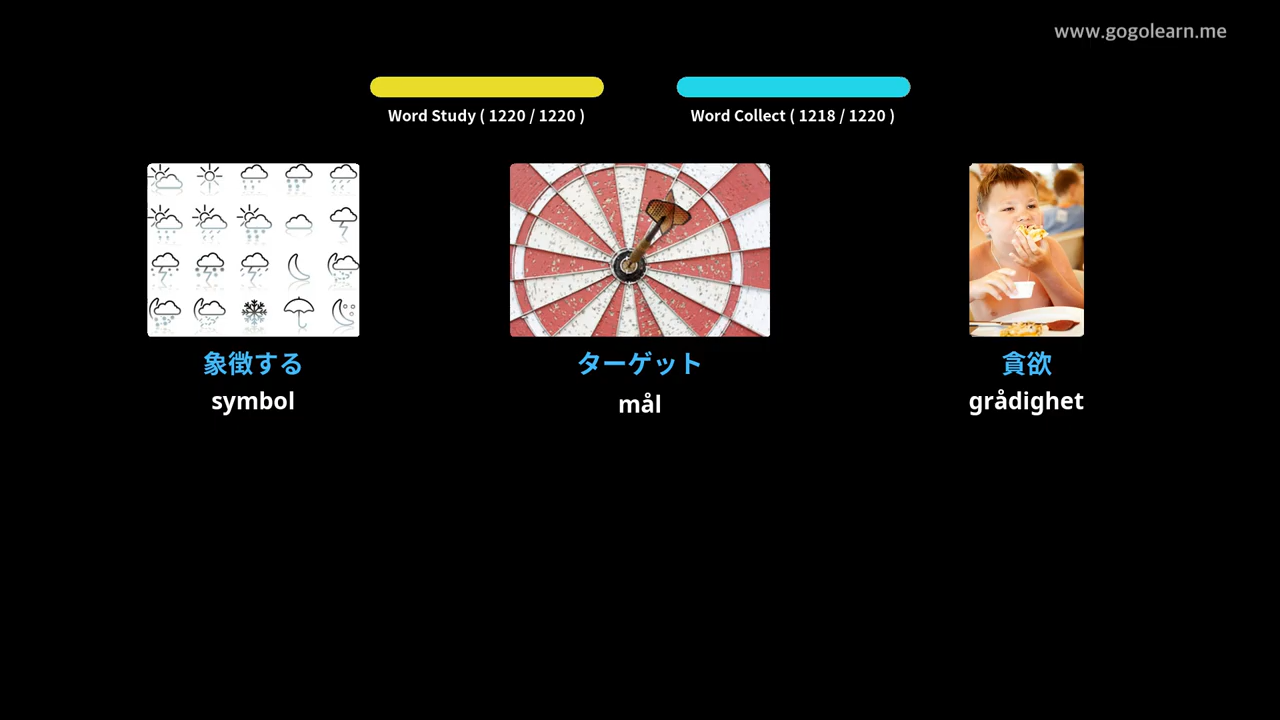 www.gogolearn.me
Word Study ( 1220 / 1220 )
Word Collect ( 1218 / 1220 )
象徴する
ターゲット
貪欲
symbol
mål
grådighet